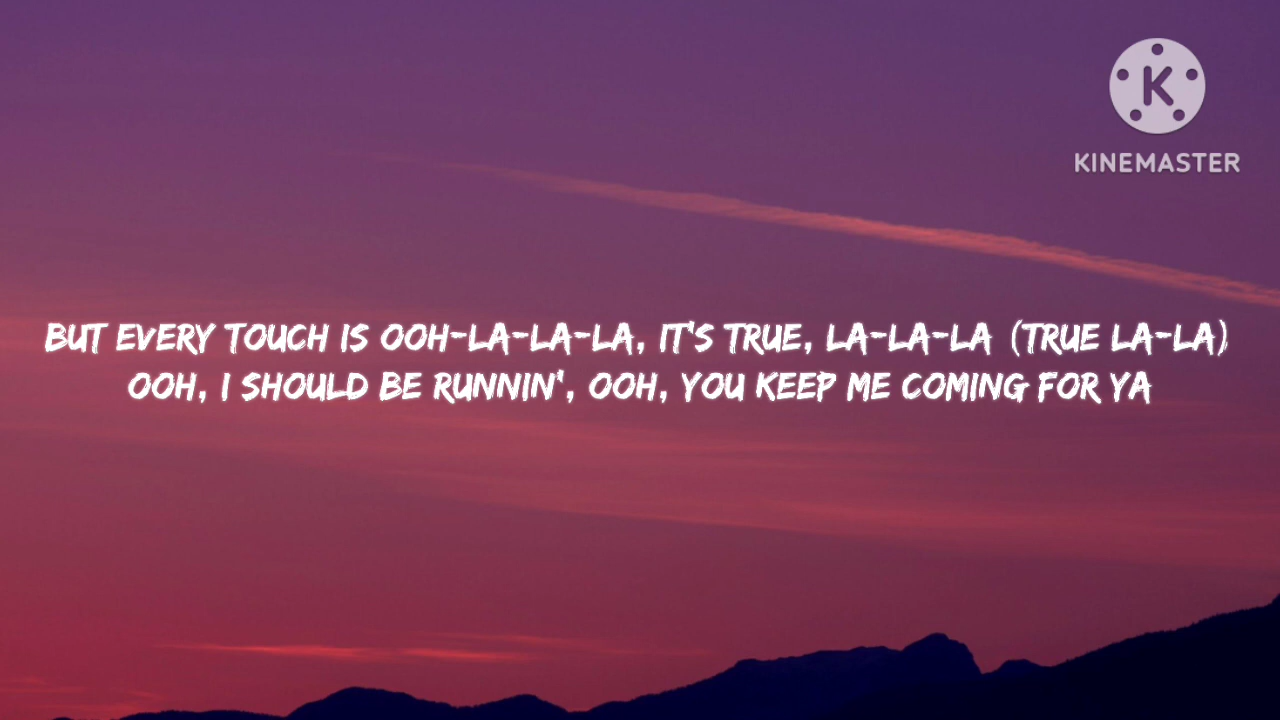 K
KINEMASTER
BUT EVERY TOUCH IS OOH-LA-LA-LA, IT'S TRUE, LA-LA-LA (TRUE LA-LA)
OOH, I SHOULD BE RUNNIN', OOH, YOU KEEP ME COMING FOR YA